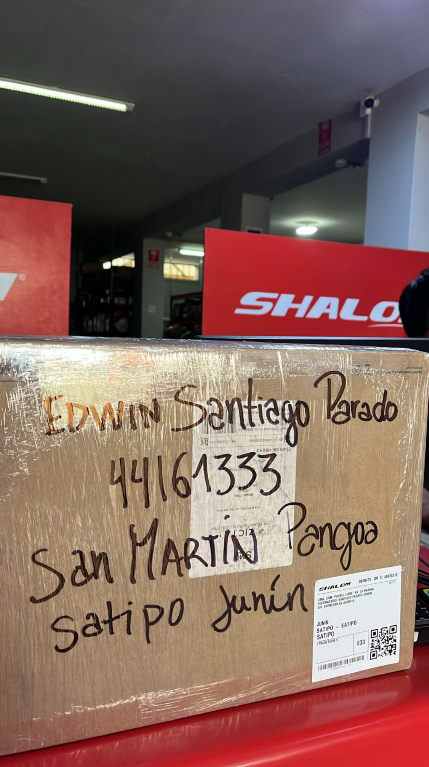 SHALOM
EDWIN Santiago Parado
44161333
San MARTIN Pangoa
Satipo Junín
SHALOM
JUNIN
SATIPO - SATIPO
SATIPO